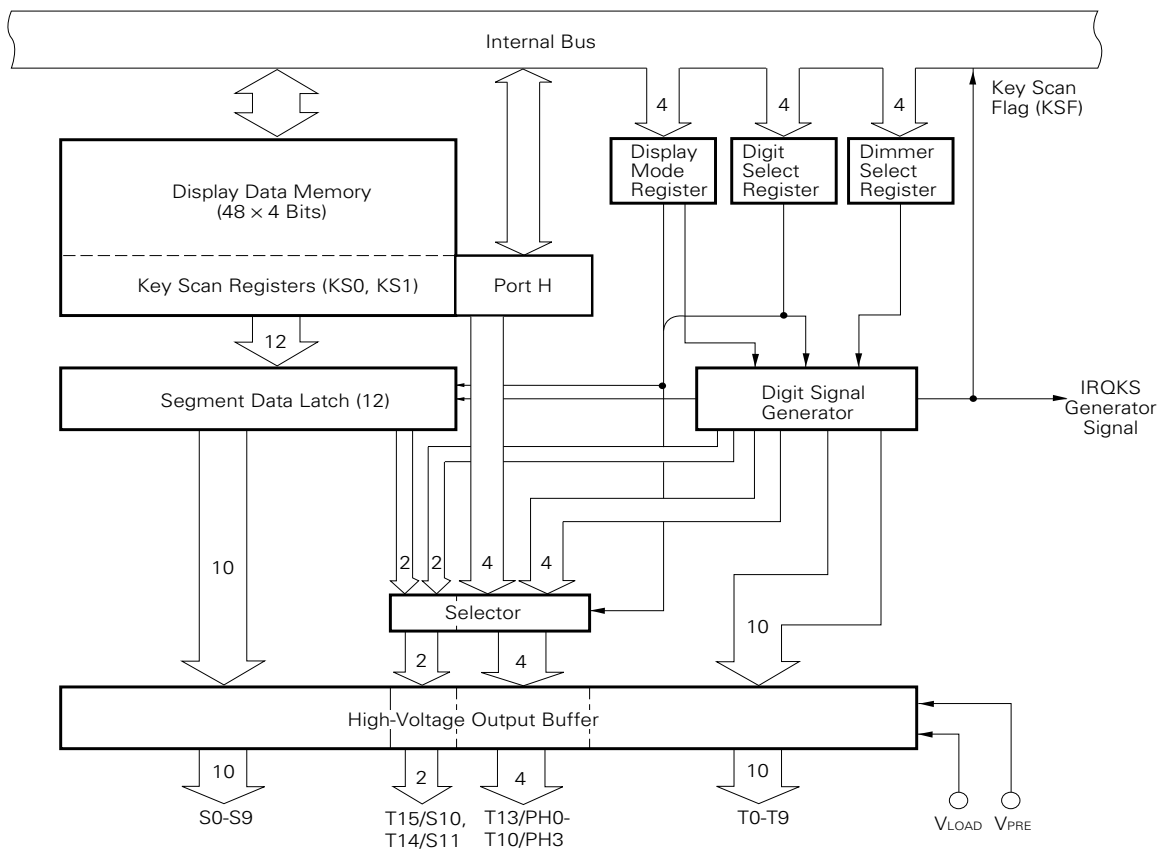 Internal Bus
4
4
4
Key Scan
Flag (KSF)
Display
Mode
Register
Digit
Select
Register
Dimmer
Select
Register
Display Data Memory
(48 × 4 Bits)
Key Scan Registers (KS0, KS1)
Port H
12
Segment Data Latch (12)
Digit Signal
Generator
IRQKS
Generator
Signal
10
2
2
4
4
Selector
10
2
4
High-Voltage Output Buffer
10
2
4
10
S0-S9
T15/S10,
T14/S11
T13/PH0-
T10/PH3
T0-T9
VLOAD
VPRE